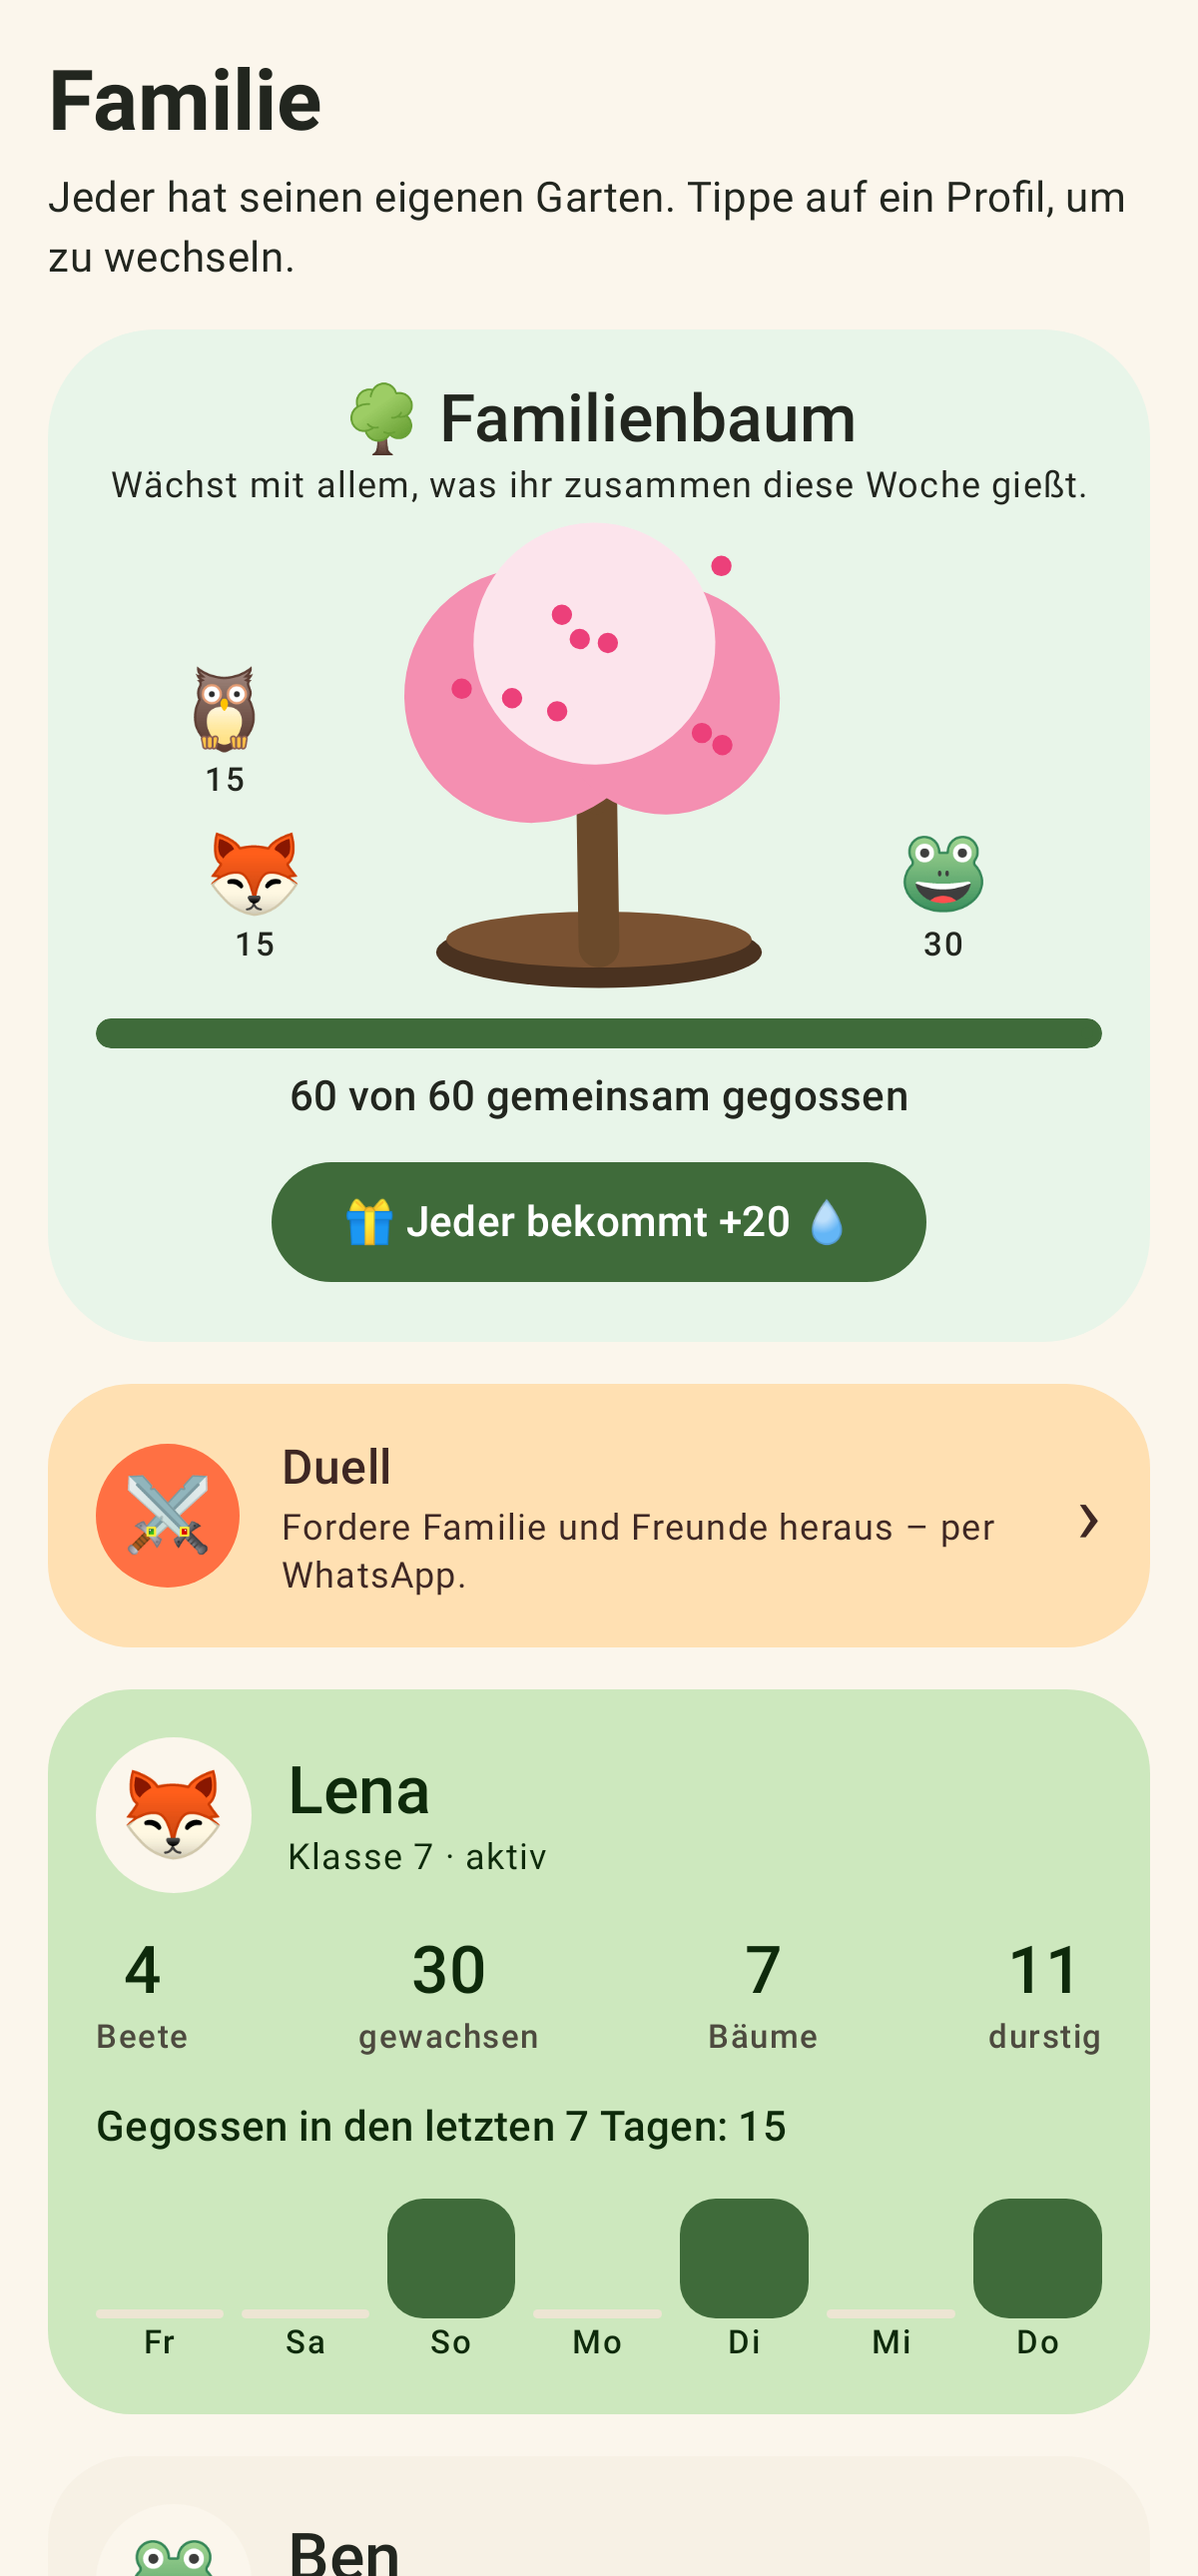 Familie
Jeder hat seinen eigenen Garten. Tippe auf ein Profil, um
zu wechseln.
Familienbaum
Wächst mit allem, was ihr zusammen diese Woche gießt.
15
15
30
60 von 60 gemeinsam gegossen
Jeder bekommt +20
Duell
Fordere Familie und Freunde heraus – per
WhatsApp.
Lena
Klasse 7 · aktiv
4 30 7 11
Beete gewachsen Bäume durstig
Gegossen in den letzten 7 Tagen: 15
Fr Sa So Mo Di Mi Do
Ben